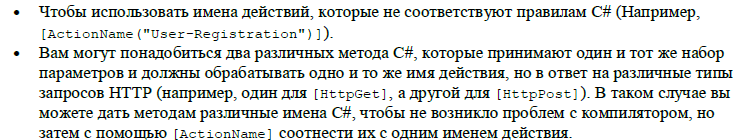 • Чтобы использовать имена действий, которые не соответствуют правилам C# (Например,
[ActionName("User-Registration")]).
• Вам могут понадобиться два различных метода C#, которые принимают один и тот же набор
параметров и должны обрабатывать одно и то же имя действия, но в ответ на различные типы
запросов HTTP (например, один для [HttpGet], а другой для [HttpPost]). В таком случае вы
можете дать методам различные имена C#, чтобы не возникло проблем с компилятором, но
затем с помощью [ActionName] соотнести их с одним именем действия.